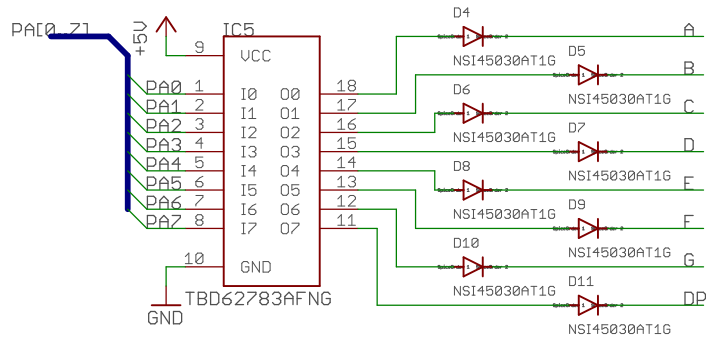 PA[0..7]
+5V
IC5
9 VCC
PA0 1 I0 O0 18
PA1 2 I1 O1 17
PA2 3 I2 O2 16
PA3 4 I3 O3 15
PA4 5 I4 O4 14
PA5 6 I5 O5 13
PA6 7 I6 O6 12
PA7 8 I7 O7 11
10 GND
TBD62783AFNG
GND
D4 A
NSI45030AT1G
D5 B
NSI45030AT1G
D6 C
NSI45030AT1G
D7 D
NSI45030AT1G
D8 E
NSI45030AT1G
D9 F
NSI45030AT1G
D10 G
NSI45030AT1G
D11 DP
NSI45030AT1G